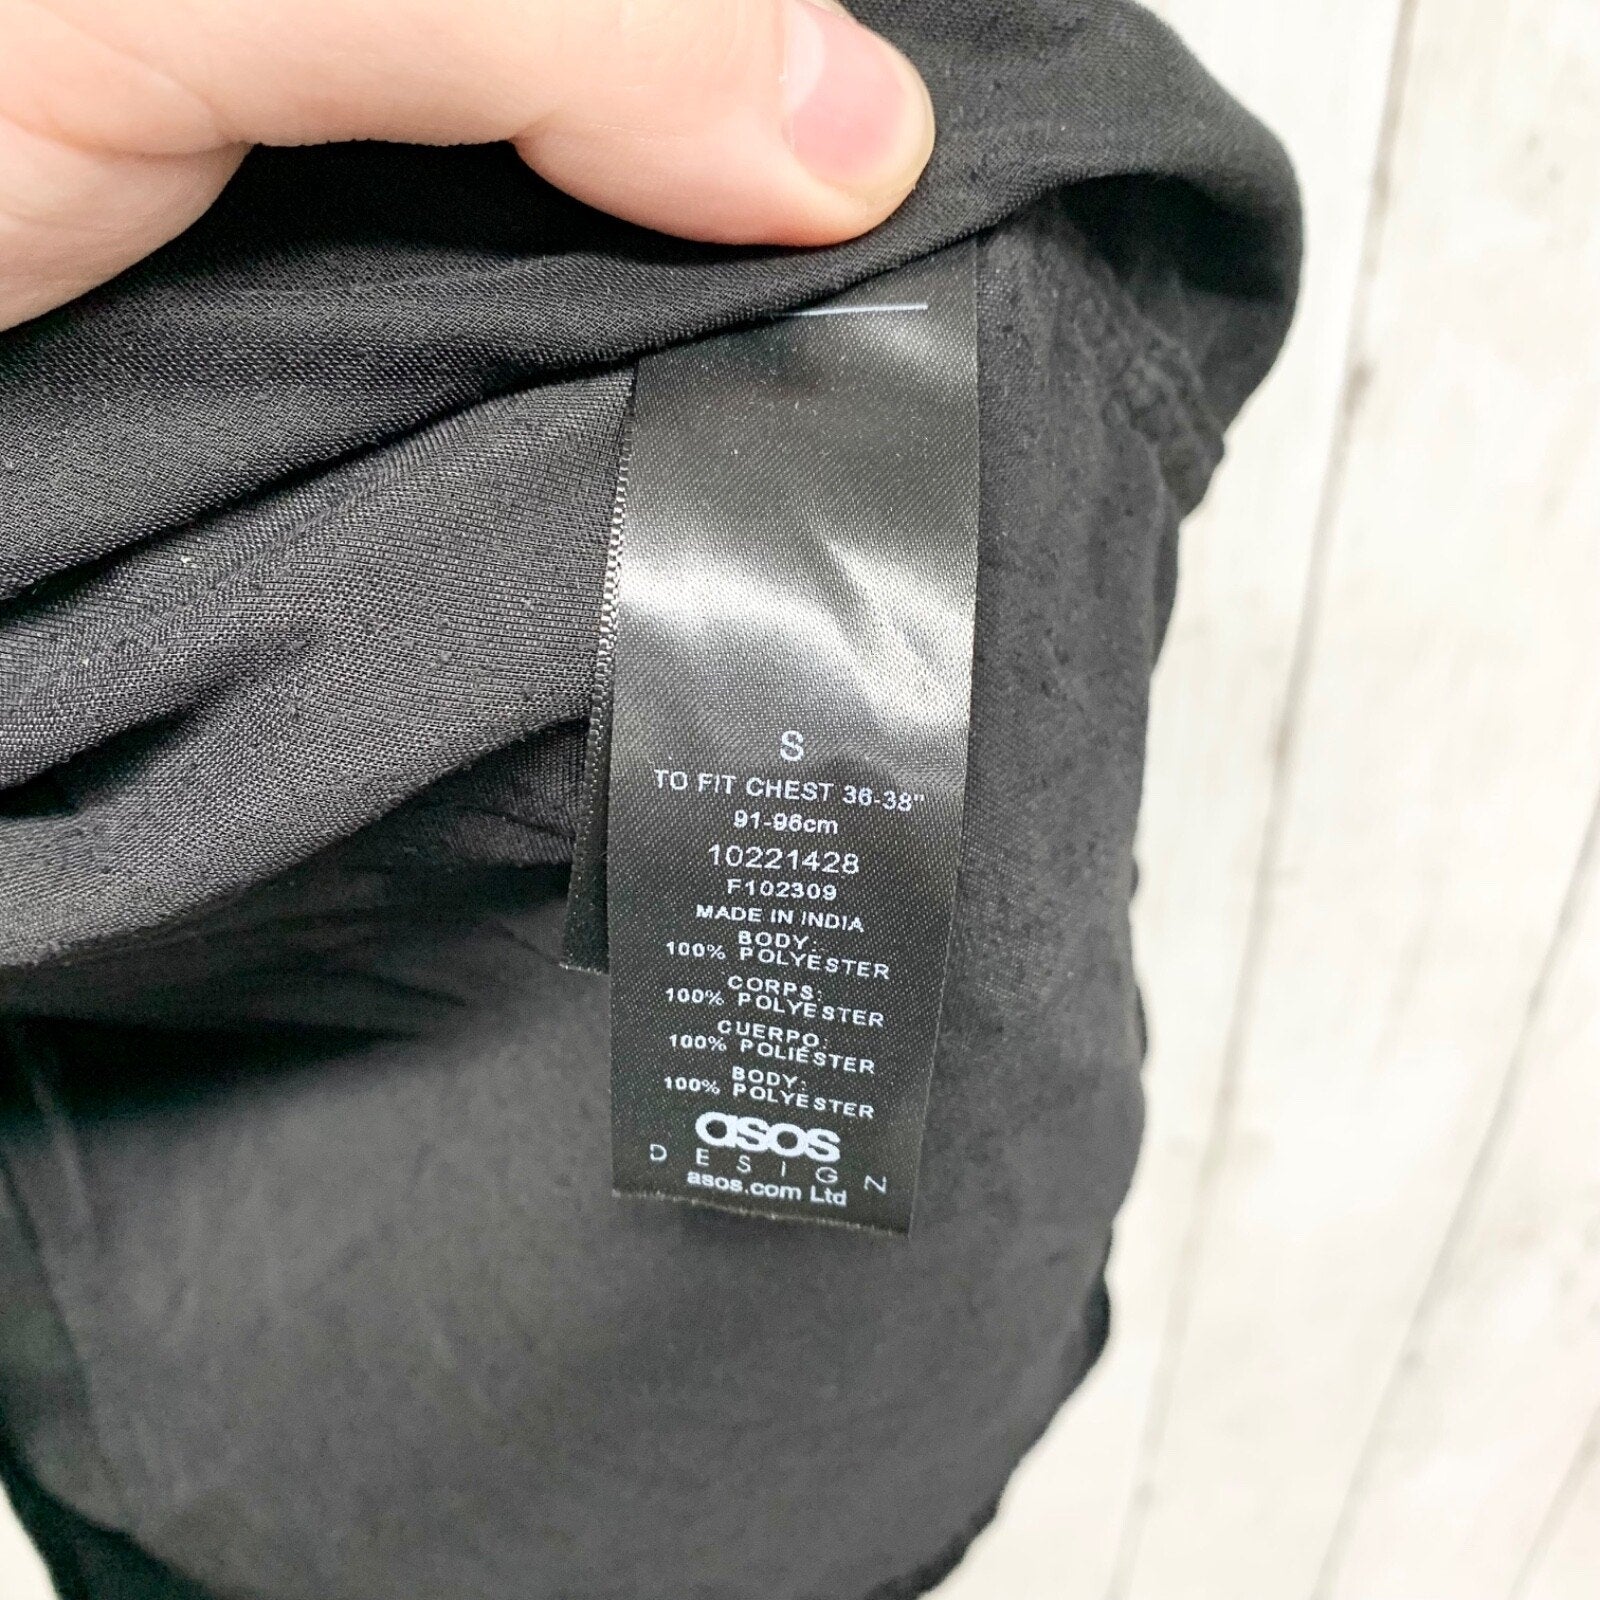 S
TO FIT CHEST 36-38"
91-96cm
10221428
F102309
MADE IN INDIA
BODY:
100% POLYESTER
CORPS:
100% POLYESTER
CUERPO:
100% POLIÉSTER
BODY:
100% POLYESTER
asos
DESIGN
asos.com Ltd